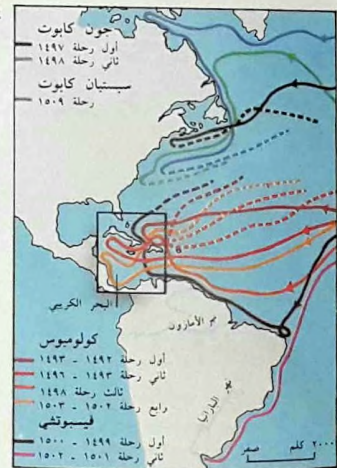 جون كابوت
أول رحلة ١٤٩٧
ثاني رحلة ١٤٩٨
سبستيان كابوت
رحلة ١٥٠٩
البحر الكريبي
نهر الأمازون
كولومبوس
أول رحلة ١٤٩٢ - ١٤٩٣
ثاني رحلة ١٤٩٣ - ١٤٩٦
ثالث رحلة ١٤٩٨
رابع رحلة ١٥٠٢ - ١٥٠٣
فيسبوتشي
أول رحلة ١٤٩٩ - ١٥٠٠
ثاني ١٥٠١ - ١٥٠٢
نهر البارانا
صفر ٢٠٠٠ كلم